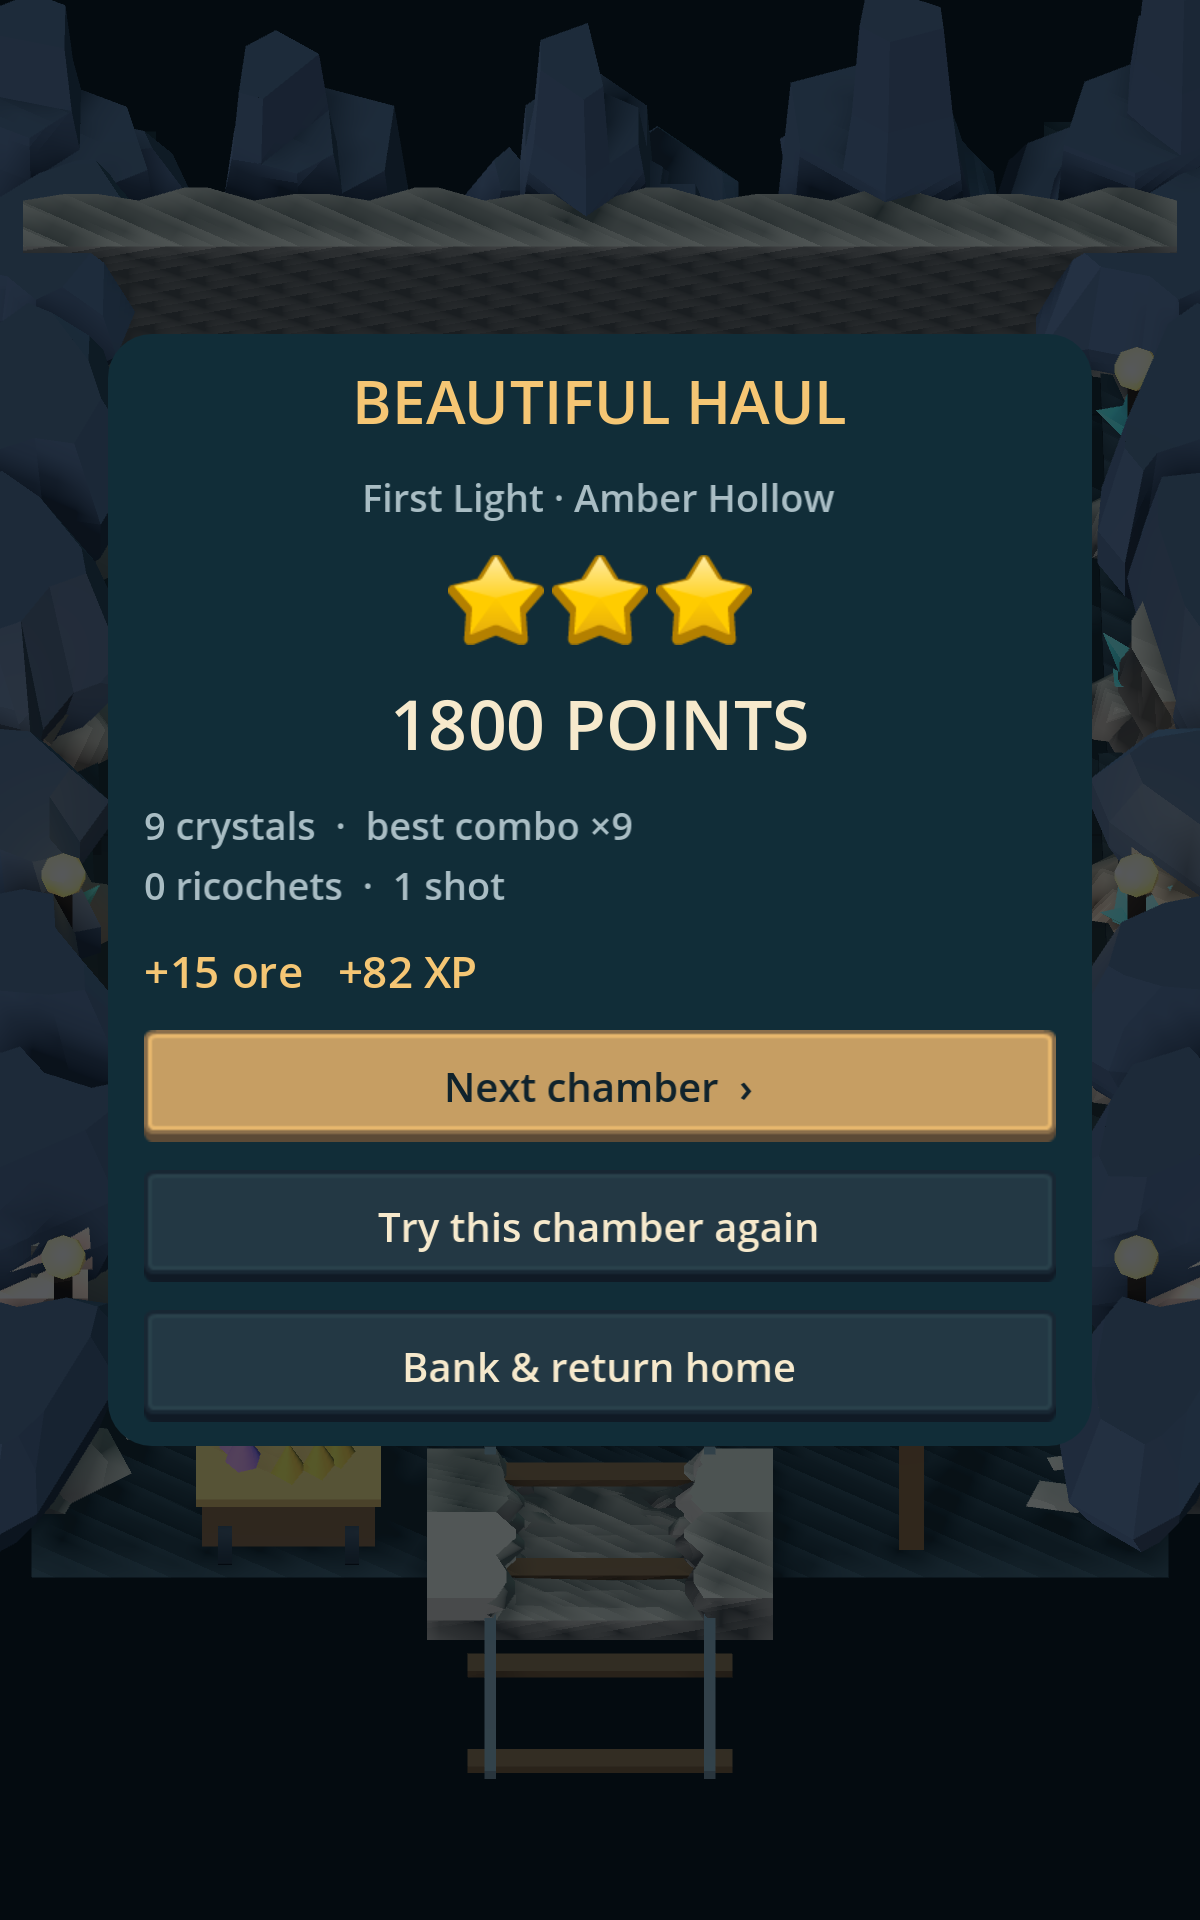 BEAUTIFUL HAUL
First Light · Amber Hollow
1800 POINTS
9 crystals · best combo ×9
0 ricochets · 1 shot
+15 ore +82 XP
Next chamber ›
Try this chamber again
Bank & return home